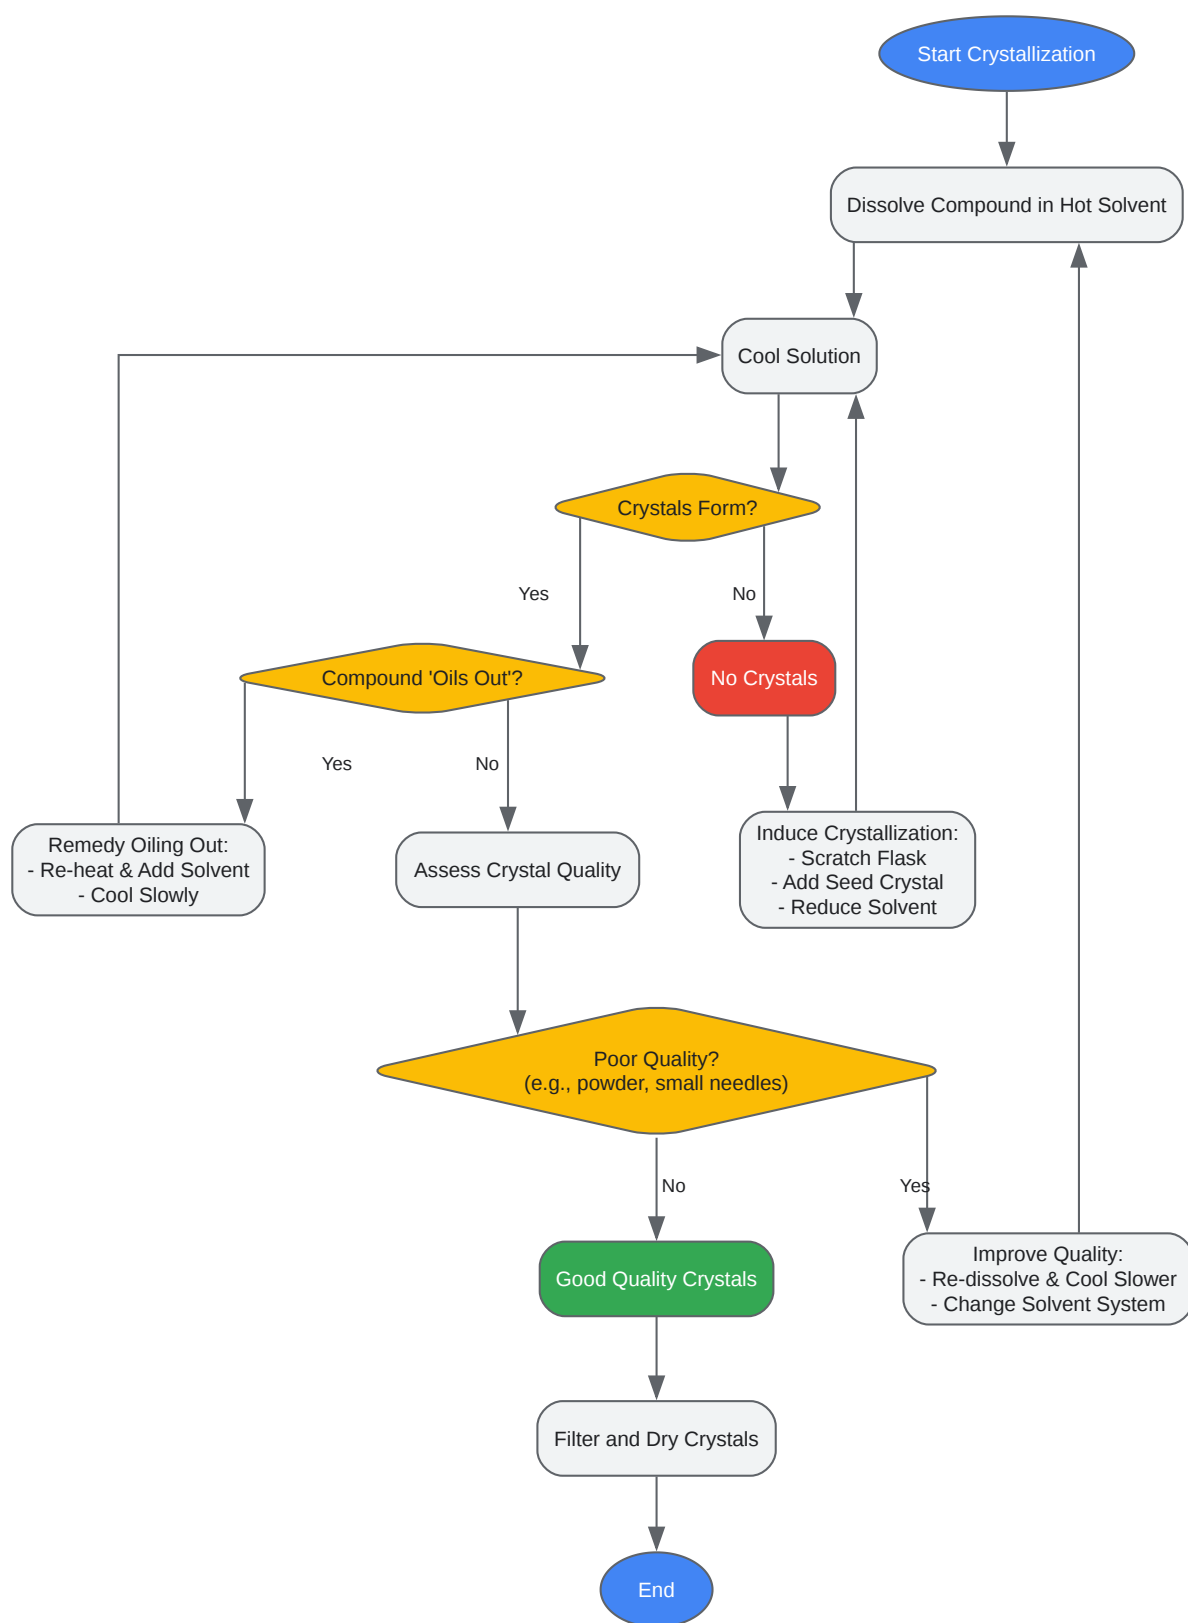 Start Crystallization
Dissolve Compound in Hot Solvent
Cool Solution
Crystals Form?
Yes
No
Compound 'Oils Out'?
No Crystals
Yes
No
Remedy Oiling Out:
- Re-heat & Add Solvent
- Cool Slowly
Assess Crystal Quality
Induce Crystallization:
- Scratch Flask
- Add Seed Crystal
- Reduce Solvent
Poor Quality?
(e.g., powder, small needles)
No
Yes
Good Quality Crystals
Improve Quality:
- Re-dissolve & Cool Slower
- Change Solvent System
Filter and Dry Crystals
End